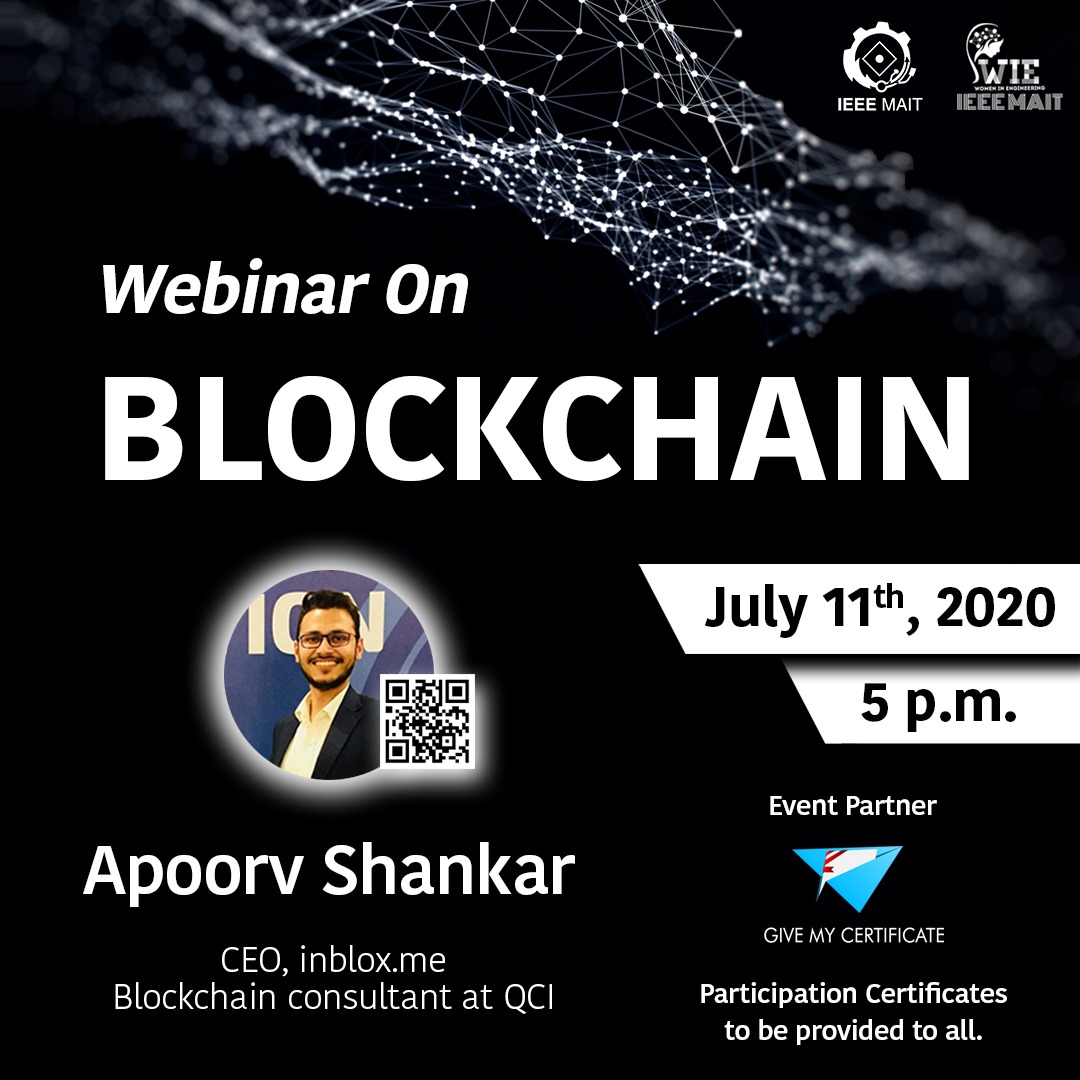 IEEE MAIT
WIE
WOMEN IN ENGINEERING
IEEE MAIT
Webinar On
BLOCKCHAIN
July 11th, 2020
5 p.m.
Apoorv Shankar
CEO, inblox.me
Blockchain consultant at QCI
Event Partner
GIVE MY CERTIFICATE
Participation Certificates
to be provided to all.